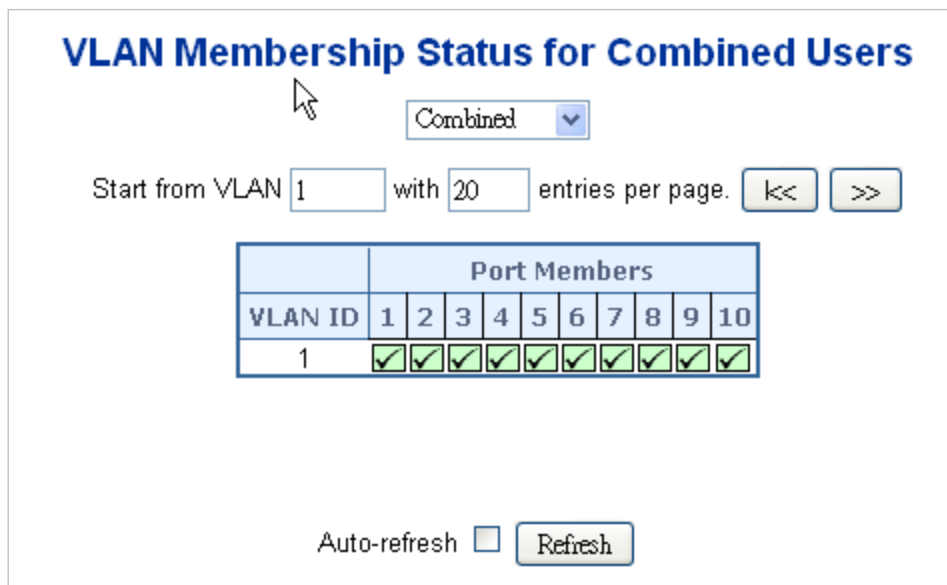 VLAN Membership Status for Combined Users
Combined
Start from VLAN 1 with 20 entries per page. k<< >>
Port Members
VLAN ID 1 2 3 4 5 6 7 8 9 10
1
Auto-refresh Refresh